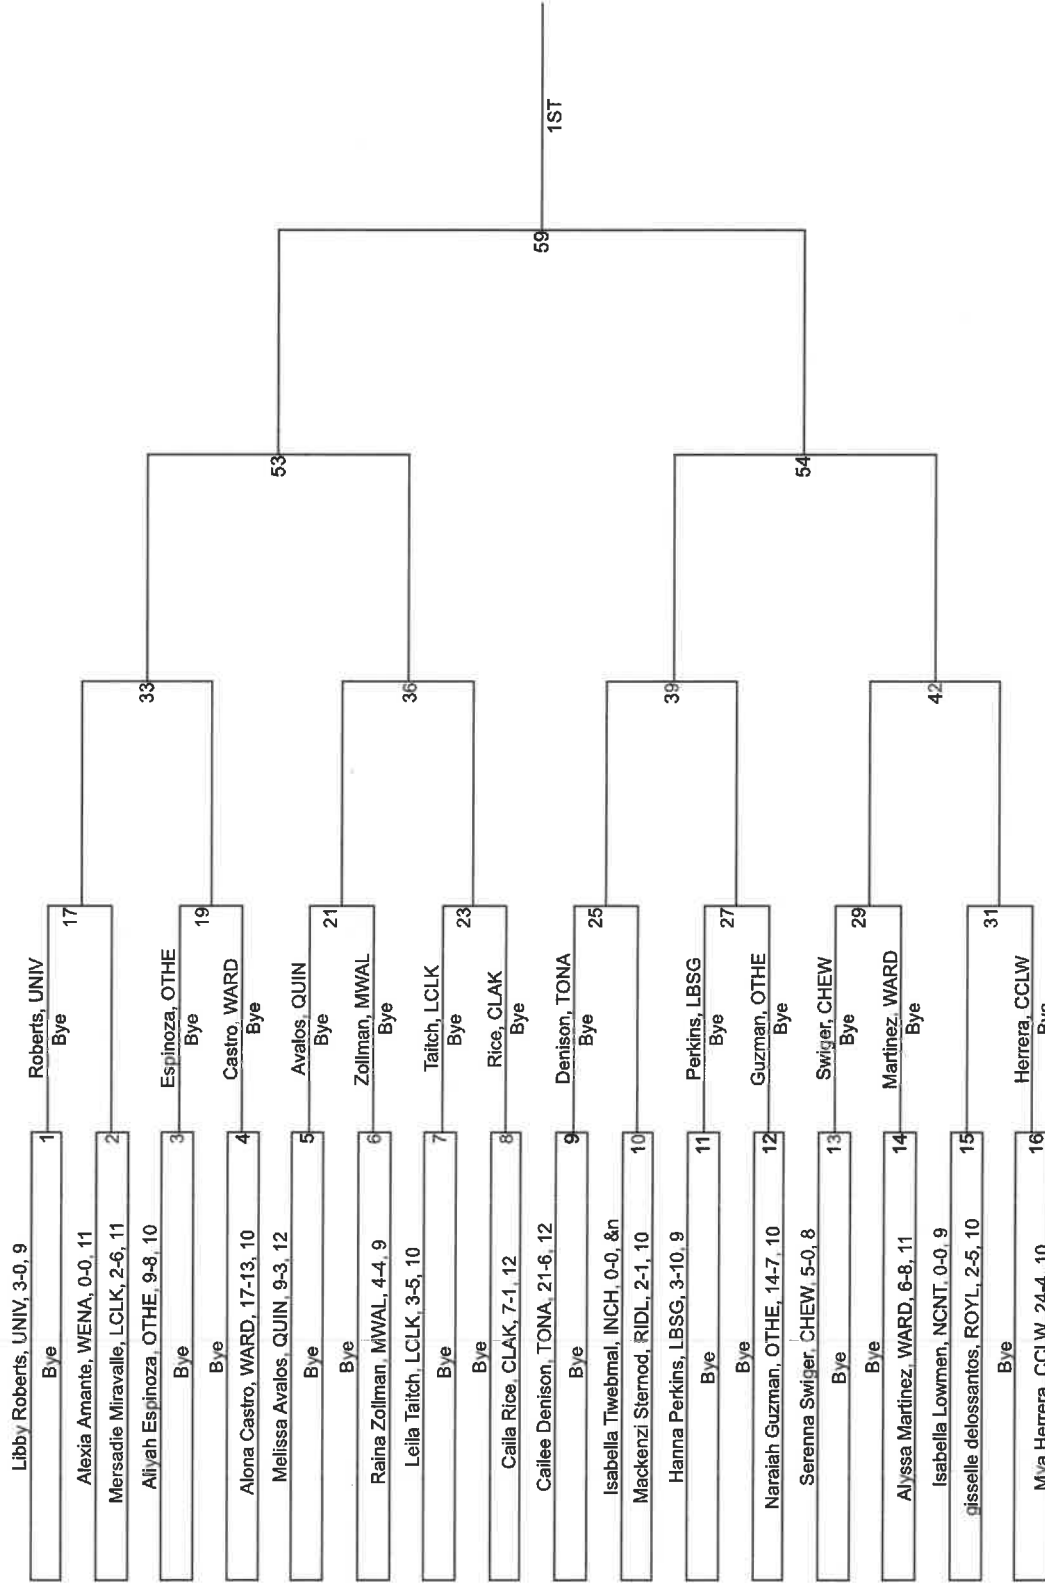 Libby Roberts, UNIV, 3-0, 9
Bye
1
Alexia Amante, WENA, 0-0, 11
Mersadie Miravalle, LCLK, 2-6, 11
2
Aliyah Espinoza, OTHE, 9-8, 10
Bye
3
Bye
Alona Castro, WARD, 17-13, 10
4
Melissa Avalos, QUIN, 9-3, 12
Bye
5
Bye
Raina Zollman, MWAL, 4-4, 9
6
Leila Taitch, LCLK, 3-5, 10
Bye
7
Bye
Craila Rice, CLAK, 7-1, 12
8
Cailee Denison, TONA, 21-6, 12
Bye
9
Isabella Tiwebmal, INCH, 0-0, &n
Mackenzi Sternod, RIDL, 2-1, 10
10
Hanna Perkins, LBSG, 3-10, 9
Bye
11
Bye
Naraiah Guzman, OTHE, 14-7, 10
12
Serenna Swiger, CHEW, 5-0, 8
Bye
13
Bye
Alyssa Martinez, WARD, 6-8, 11
14
Isabella Lowmen, NCNT, 0-0, 9
gisselle delossantos, ROYL, 2-5, 10
15
Bye
Mya Herrera, CCLW, 24-4, 10
16
Roberts, UNIV
Bye
17
Espinoza, OTHE
Bye
19
Castro, WARD
Bye
Avalos, QUIN
Bye
21
Zollman, MWAL
Bye
Taitch, LCLK
Bye
23
Rice, CLAK
Bye
Denison, TONA
Bye
25
Perkins, LBSG
Bye
27
Guzman, OTHE
Bye
Swiger, CHEW
Bye
29
Martinez, WARD
Bye
31
Herrera, CCLW
Bye
33
36
39
42
53
54
59
1ST